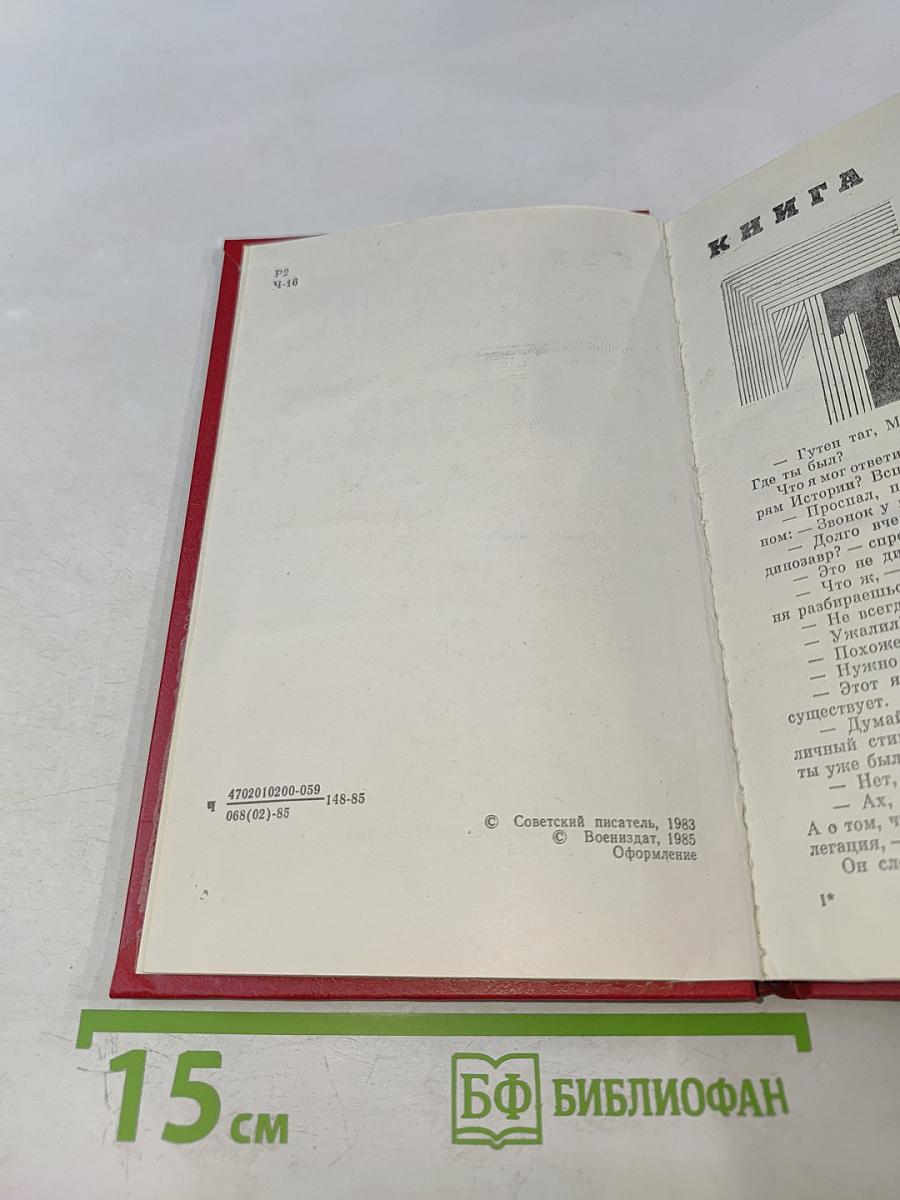 Р2
Ч-16
Ч 4702010200-059
068(02)-85 148-85
© Советский писатель, 1983
© Воениздат, 1985
Оформление
КНИГА
— Гутен таг, М
Где ты был?
Что я мог ответи
рям Истории? Всп
— Проспал, п
ном: — Звонок у
— Долго вче
динозавр? — спре
— Это не ди
— Что ж, —
ня разбираешьс
— Не всегд
— Ужалил
— Похоже
— Нужно
— Этот я
существует.
— Думай
личный сти
ты уже был
— Нет,
— Ах,
А о том, ч
легация, —
Он сл
1*
15 см
БФ БИБЛИОФАН